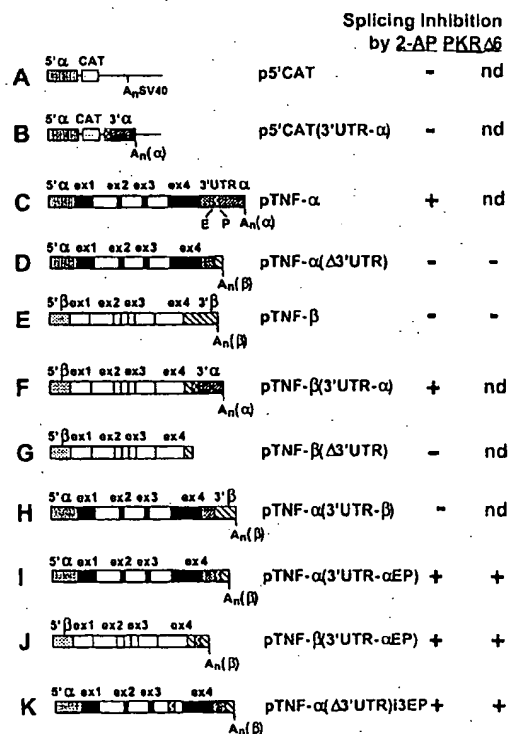 Splicing Inhibition
by 2-AP PKRΔ6
5'α CAT
A p5'CAT - nd
AnSV40
5'α CAT 3'α
B p5'CAT(3'UTR-α) - nd
An(α)
5'α ex1 ex2 ex3 ex4 3'UTRα
C pTNF-α + nd
E P An(α)
5'α ex1 ex2 ex3 ex4
D pTNF-α(Δ3'UTR) - -
An(β)
5'β ex1 ex2 ex3 ex4 3'β
E pTNF-β - -
An(β)
5'β ex1 ex2 ex3 ex4 3'α
F pTNF-β(3'UTR-α) + nd
An(α)
5'β ex1 ex2 ex3 ex4
G pTNF-β(Δ3'UTR) - nd
5'α ex1 ex2 ex3 ex4 3'β
H pTNF-α(3'UTR-β) - nd
An(β)
5'α ex1 ex2 ex3 ex4
I pTNF-α(3'UTR-αEP) + +
An(β)
5'β ex1 ex2 ex3 ex4
J pTNF-β(3'UTR-αEP) + +
An(β)
5'α ex1 ex2 ex3 ex4
K pTNF-α(Δ3'UTR)i3EP + +
An(β)